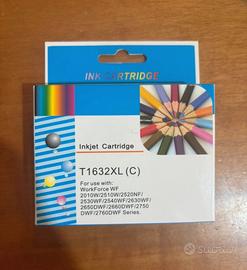 INK CARTRIDGE
Inkjet Cartridge
T1632XL (C)
For use with:
WorkForce WF
2010W/2510W/2520NF/
2530WF/2540WF/2630WF/
2650DWF/2660DWF/2750
DWF/2760DWF Series.
subito